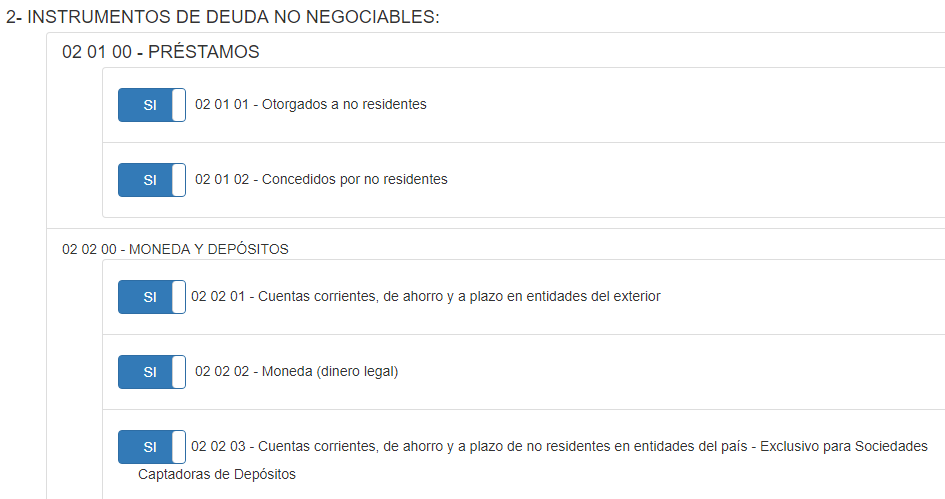 2- INSTRUMENTOS DE DEUDA NO NEGOCIABLES:
02 01 00 - PRÉSTAMOS
SI 02 01 01 - Otorgados a no residentes
SI 02 01 02 - Concedidos por no residentes
02 02 00 - MONEDA Y DEPÓSITOS
SI 02 02 01 - Cuentas corrientes, de ahorro y a plazo en entidades del exterior
SI 02 02 02 - Moneda (dinero legal)
SI 02 02 03 - Cuentas corrientes, de ahorro y a plazo de no residentes en entidades del país - Exclusivo para Sociedades
Captadoras de Depósitos